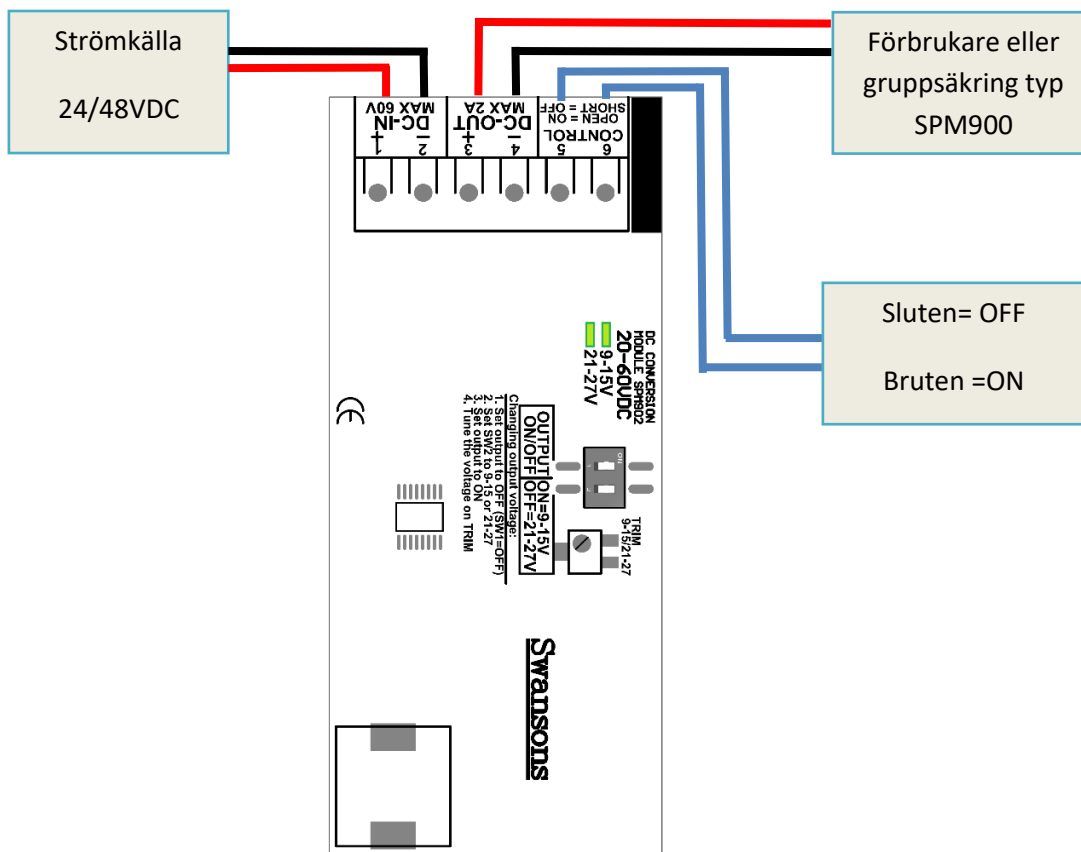 Strömkälla
24/48VDC
Förbrukare eller
gruppsäkring typ
SPM900
1 2
+ −
DC-IN
MAX 60V
3 4
+ −
DC-OUT
MAX 2A
5 6
CONTROL
OPEN = ON
SHORT = OFF
Sluten= OFF
Bruten =ON
DC CONVERSION
MODULE SPM902
20-60VDC
9-15V
21-27V
ON
1
2
TRIM
9-15/21-27
OUTPUT ON=9-15V
ON/OFF OFF=21-27V
Changing output voltage:
1. Set output to OFF (SW1=OFF)
2. Set SW2 to 9-15 or 21-27
3. Set output to ON
4. Tune the voltage on TRIM
CE
Swansons